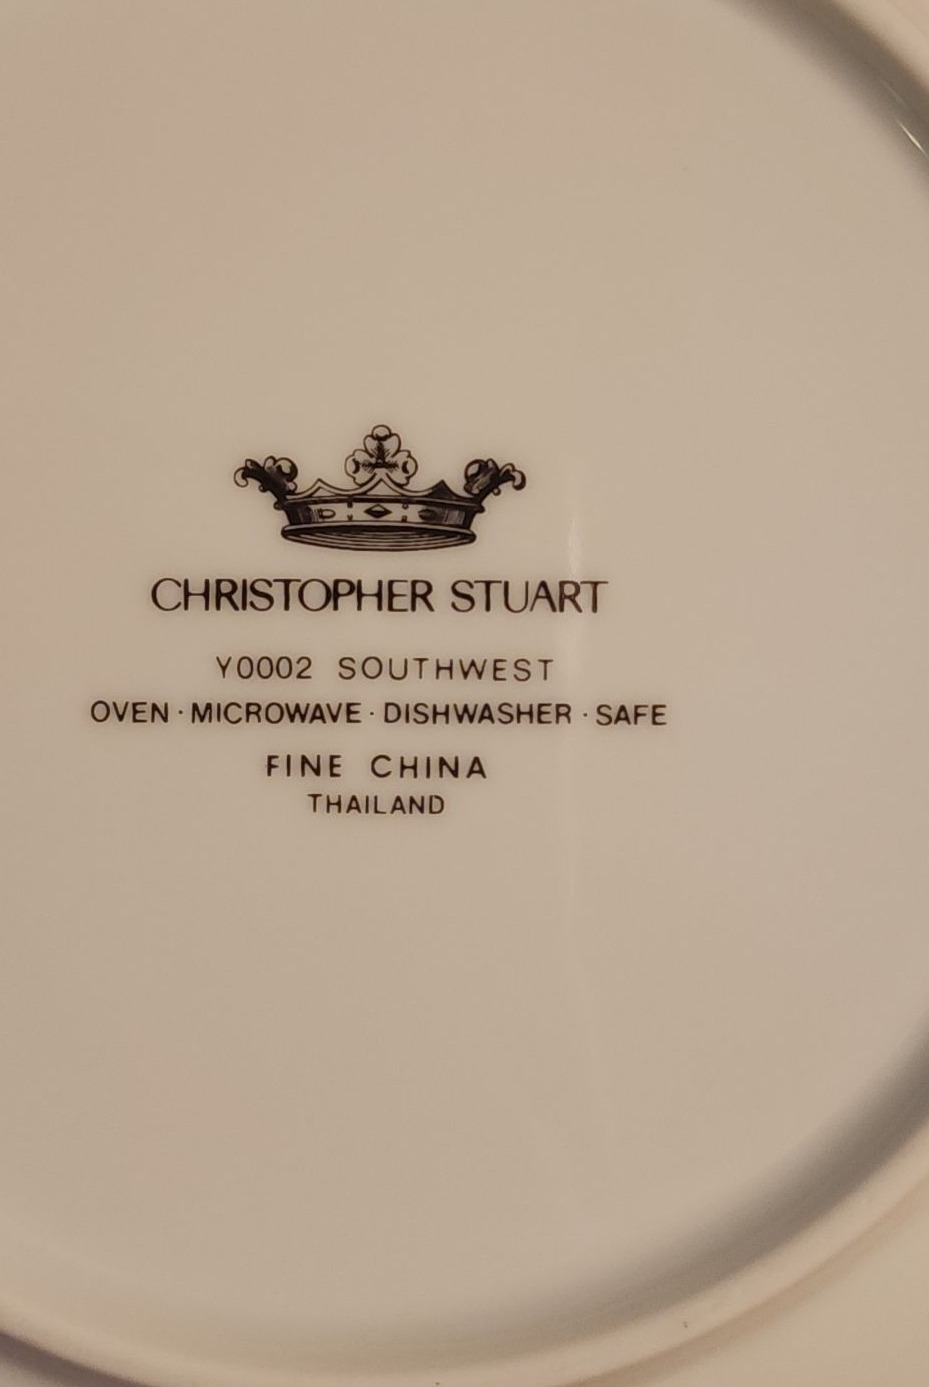 CHRISTOPHER STUART
Y0002 SOUTHWEST
OVEN · MICROWAVE · DISHWASHER · SAFE
FINE CHINA
THAILAND